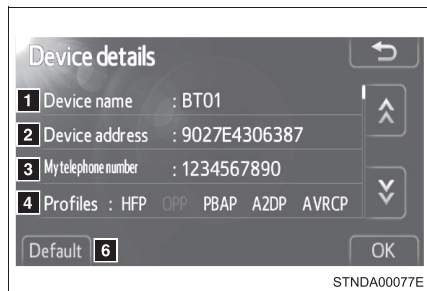 Device details
1 Device name : BT01
2 Device address : 9027E4306387
3 My telephone number : 1234567890
4 Profiles : HFP OPP PBAP A2DP AVRCP
Default 6 OK
STNDA00077E